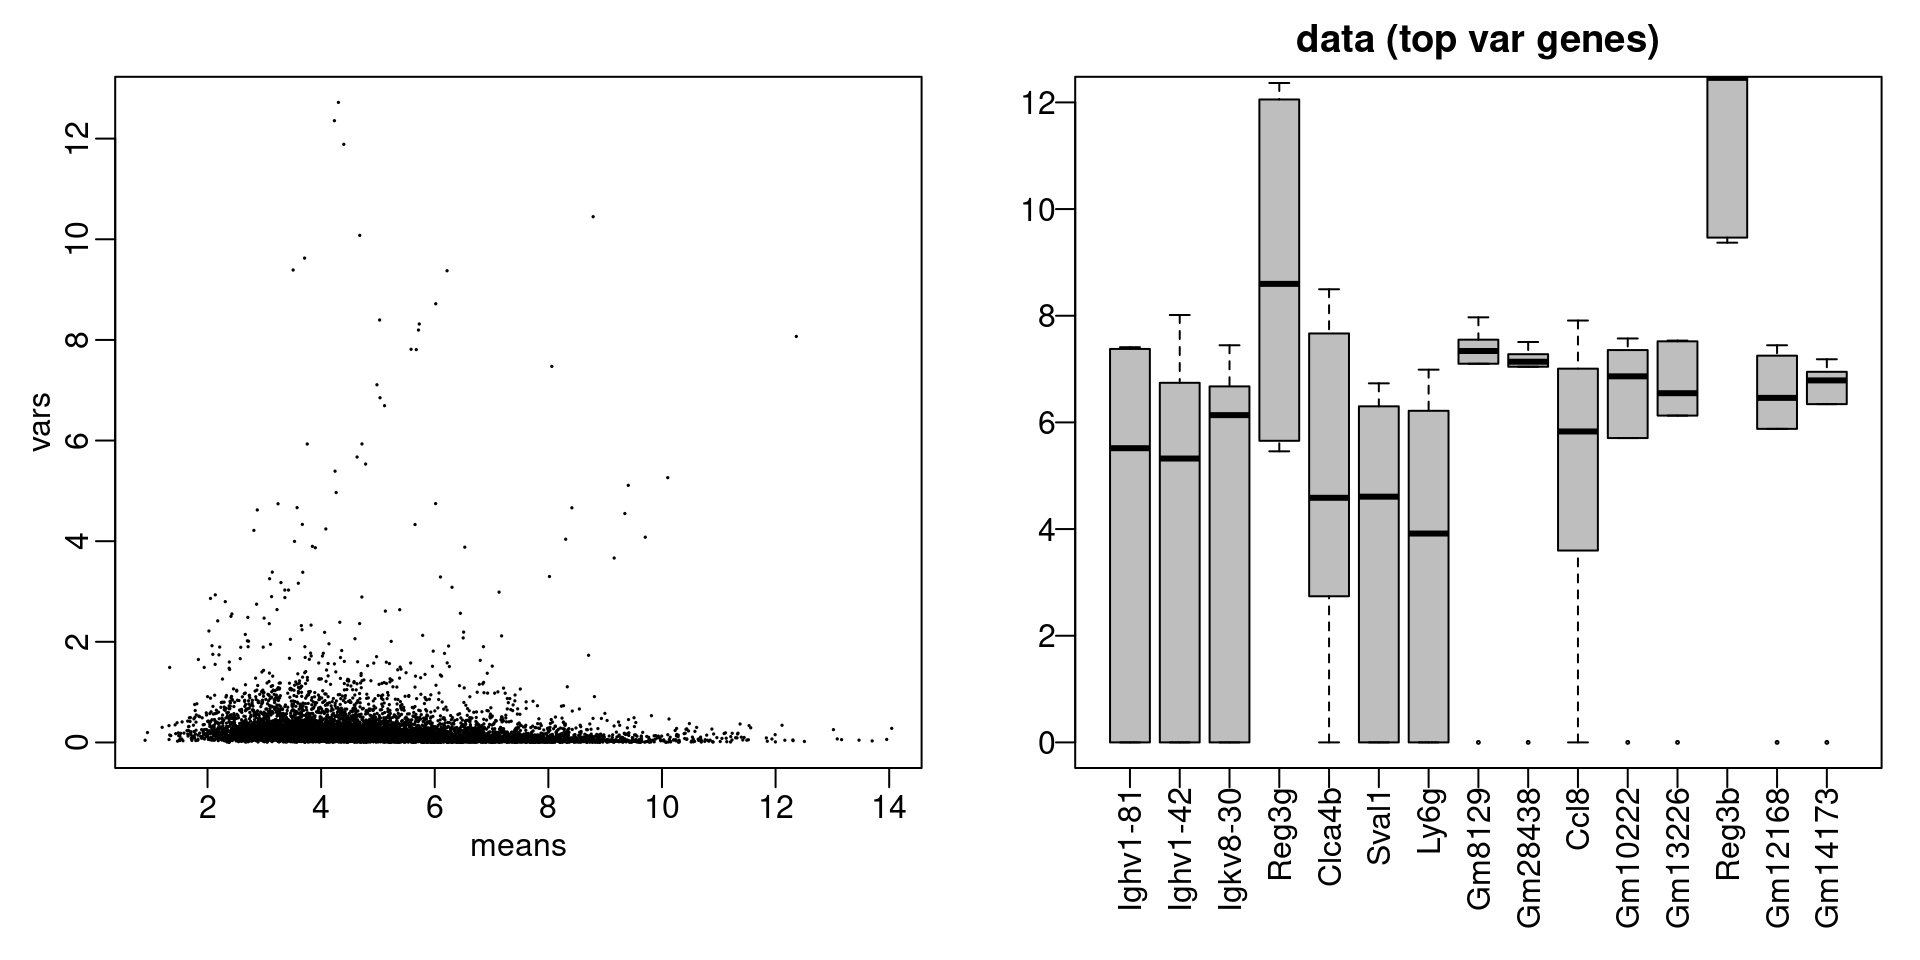 vars
12
10
8
6
4
2
0
2 4 6 8 10 12 14
means
data (top var genes)
12
10
8
6
4
2
0
Ighv1-81
Ighv1-42
Igkv8-30
Reg3g
Clca4b
Sval1
Ly6g
Gm8129
Gm28438
Ccl8
Gm10222
Gm13226
Reg3b
Gm12168
Gm14173